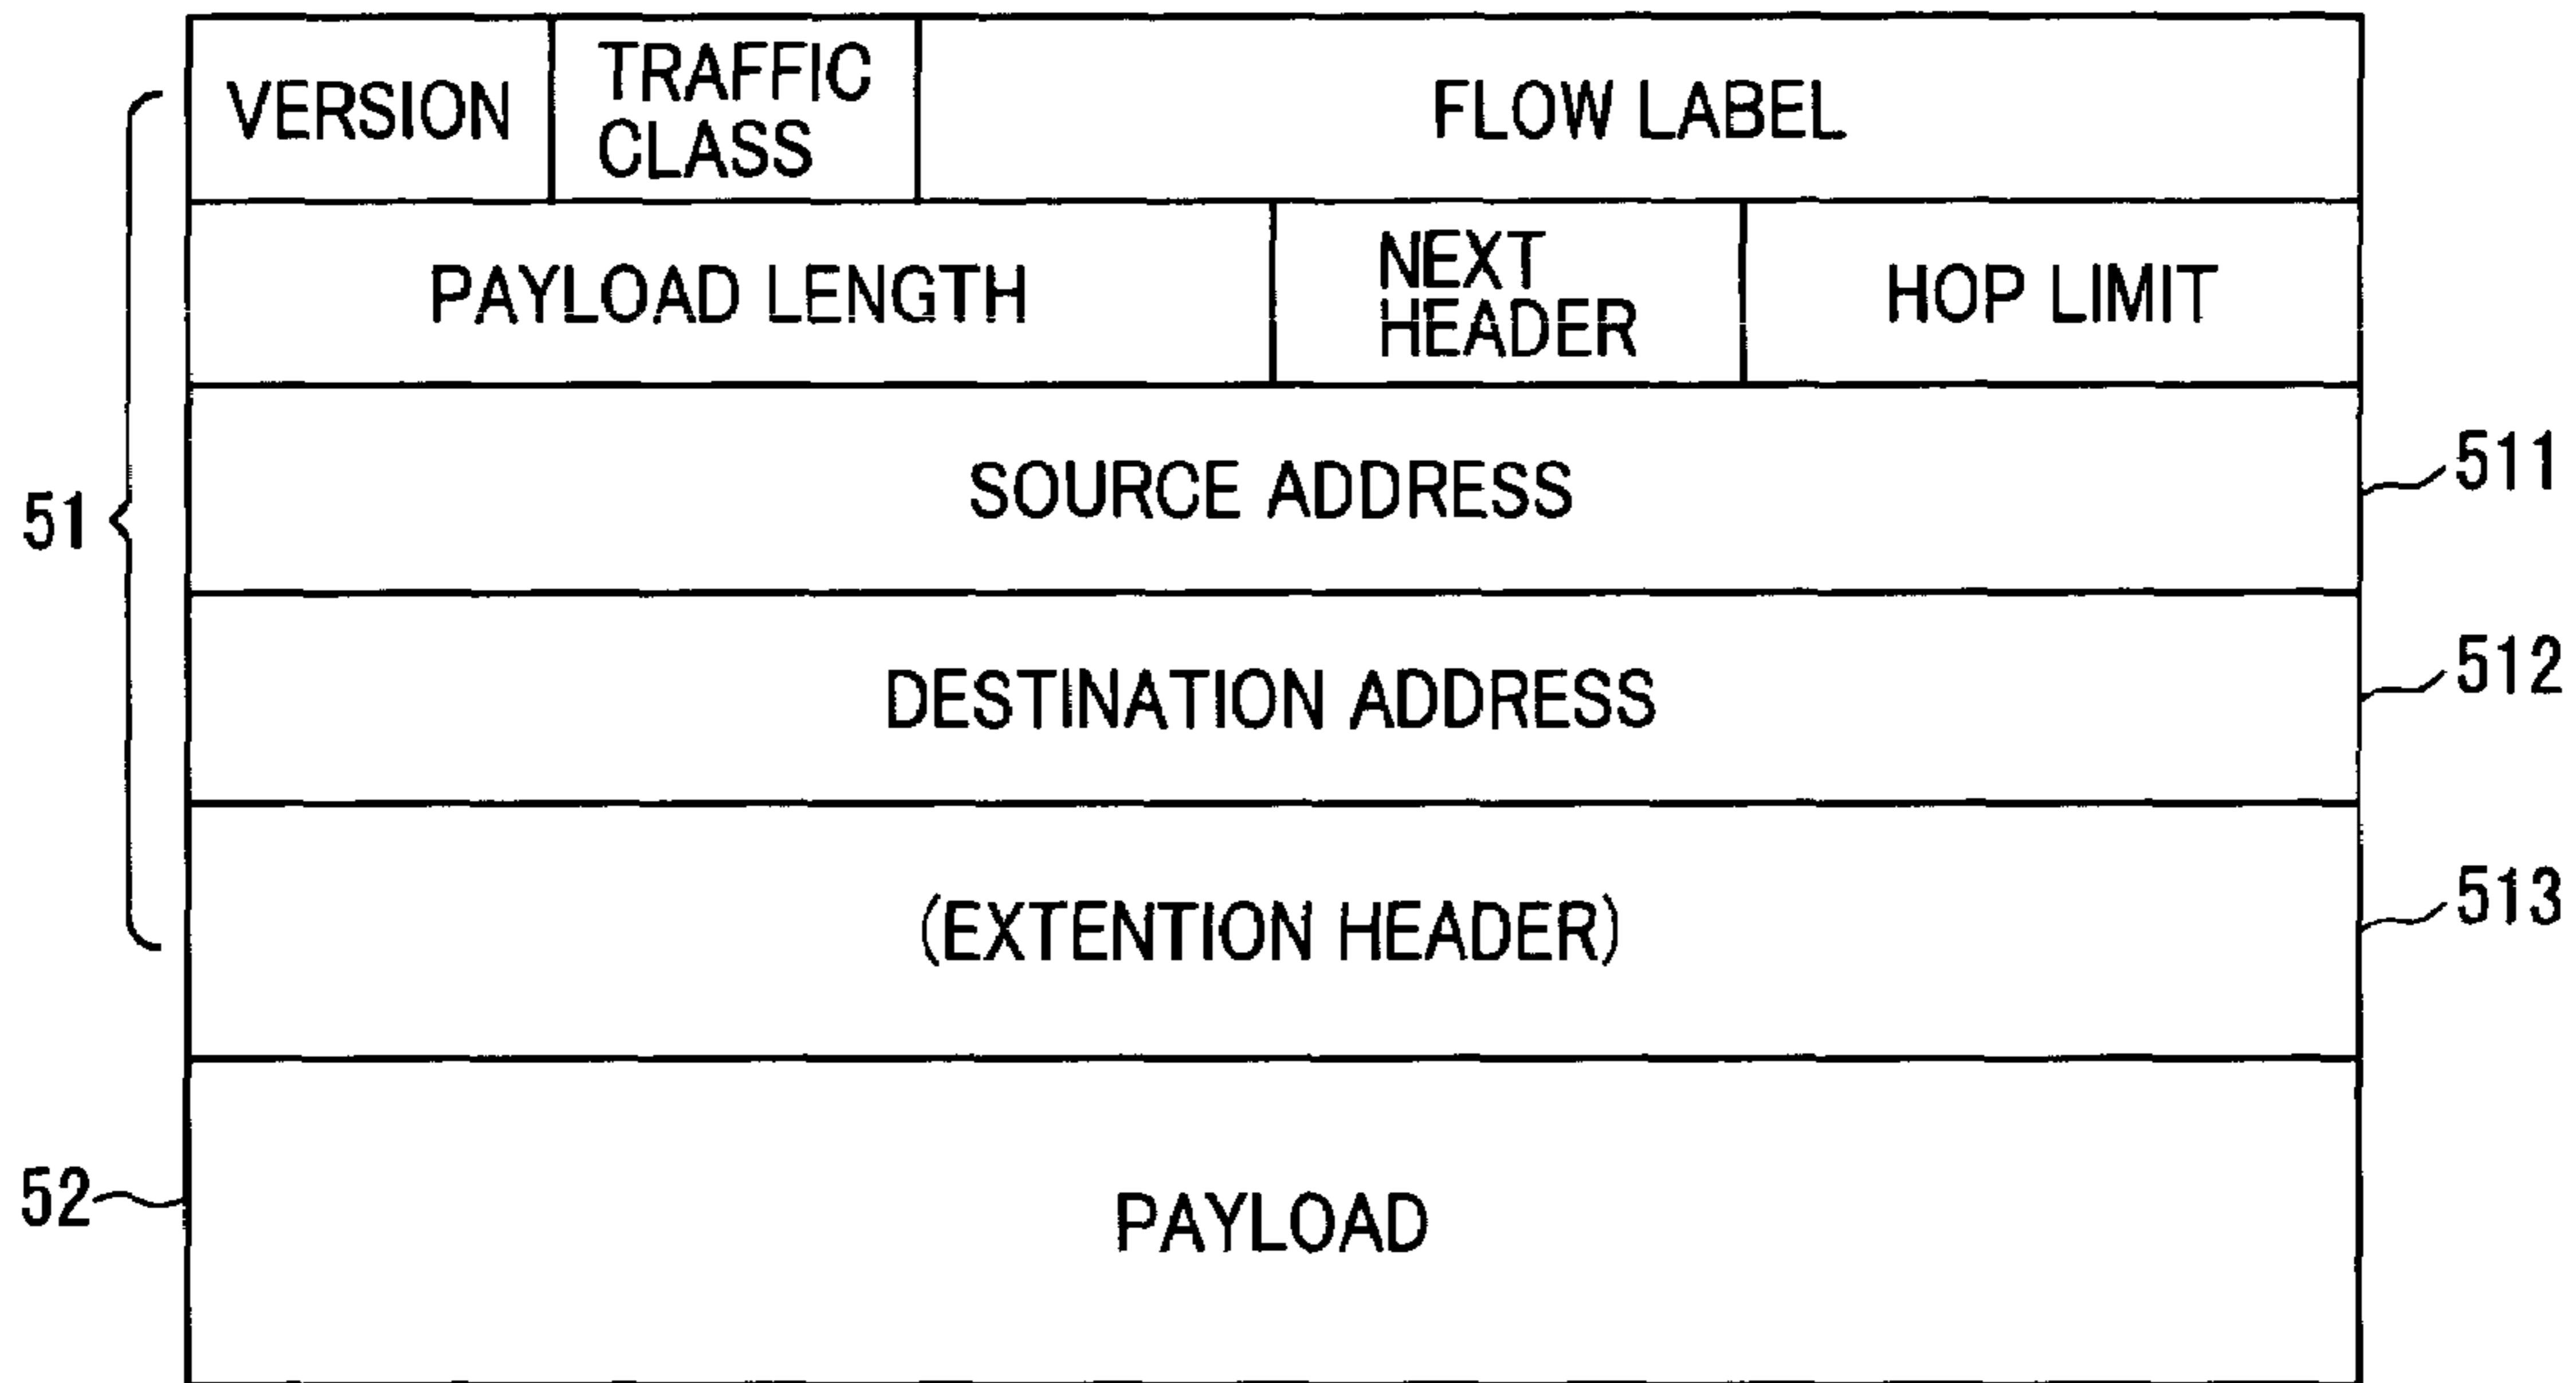 VERSION
TRAFFIC
CLASS
FLOW LABEL
PAYLOAD LENGTH
NEXT
HEADER
HOP LIMIT
51
SOURCE ADDRESS
511
DESTINATION ADDRESS
512
(EXTENTION HEADER)
513
52
PAYLOAD